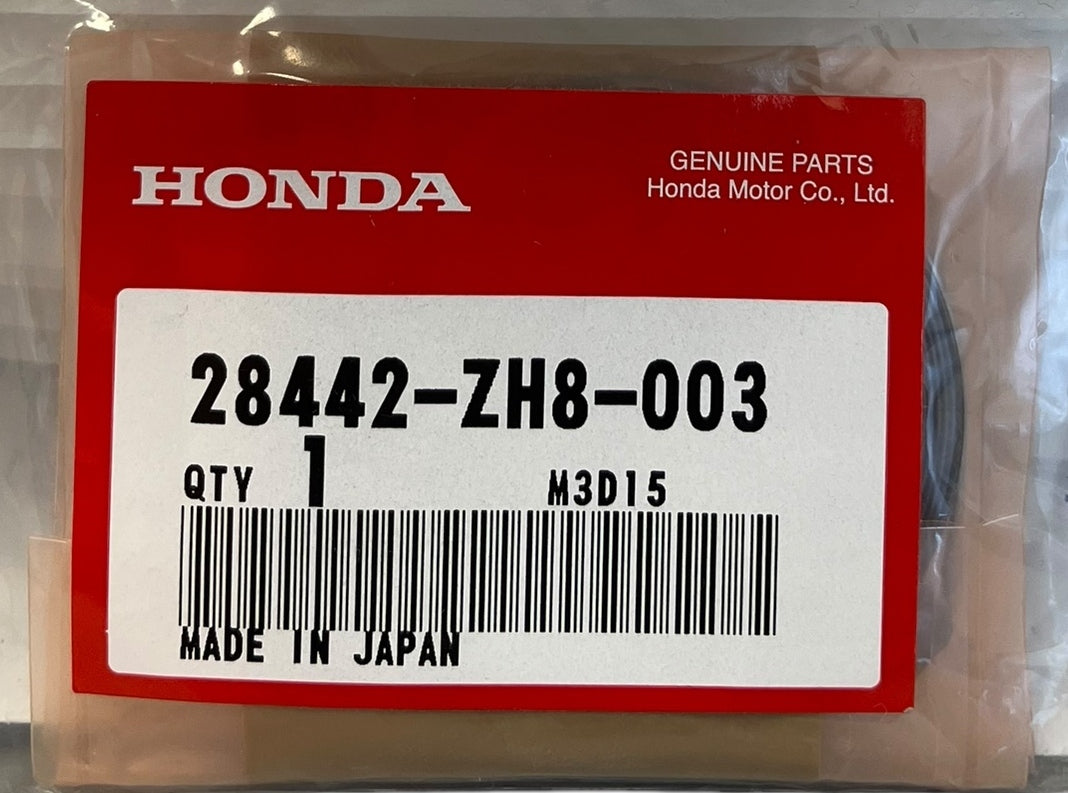 HONDA
GENUINE PARTS
Honda Motor Co., Ltd.
28442-ZH8-003
QTY 1 M3D15
MADE IN JAPAN